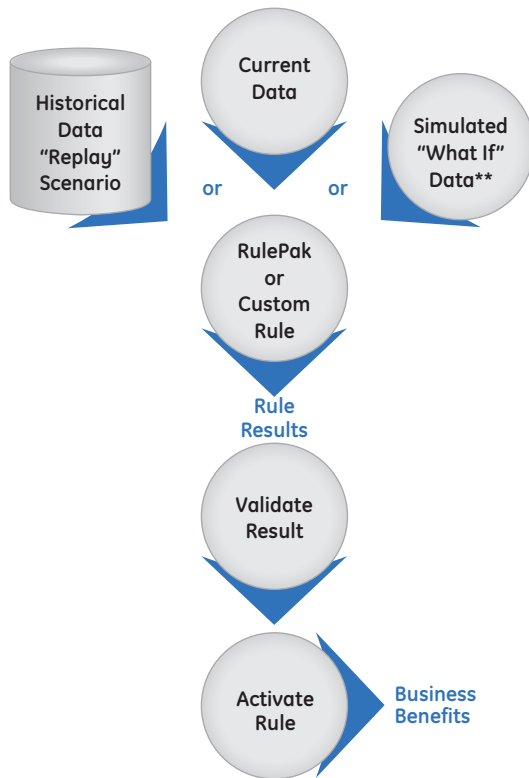 Historical
Data
“Replay”
Scenario
Current
Data
Simulated
“What If”
Data**
or
or
RulePak
or
Custom
Rule
Rule
Results
Validate
Result
Activate
Rule
Business
Benefits